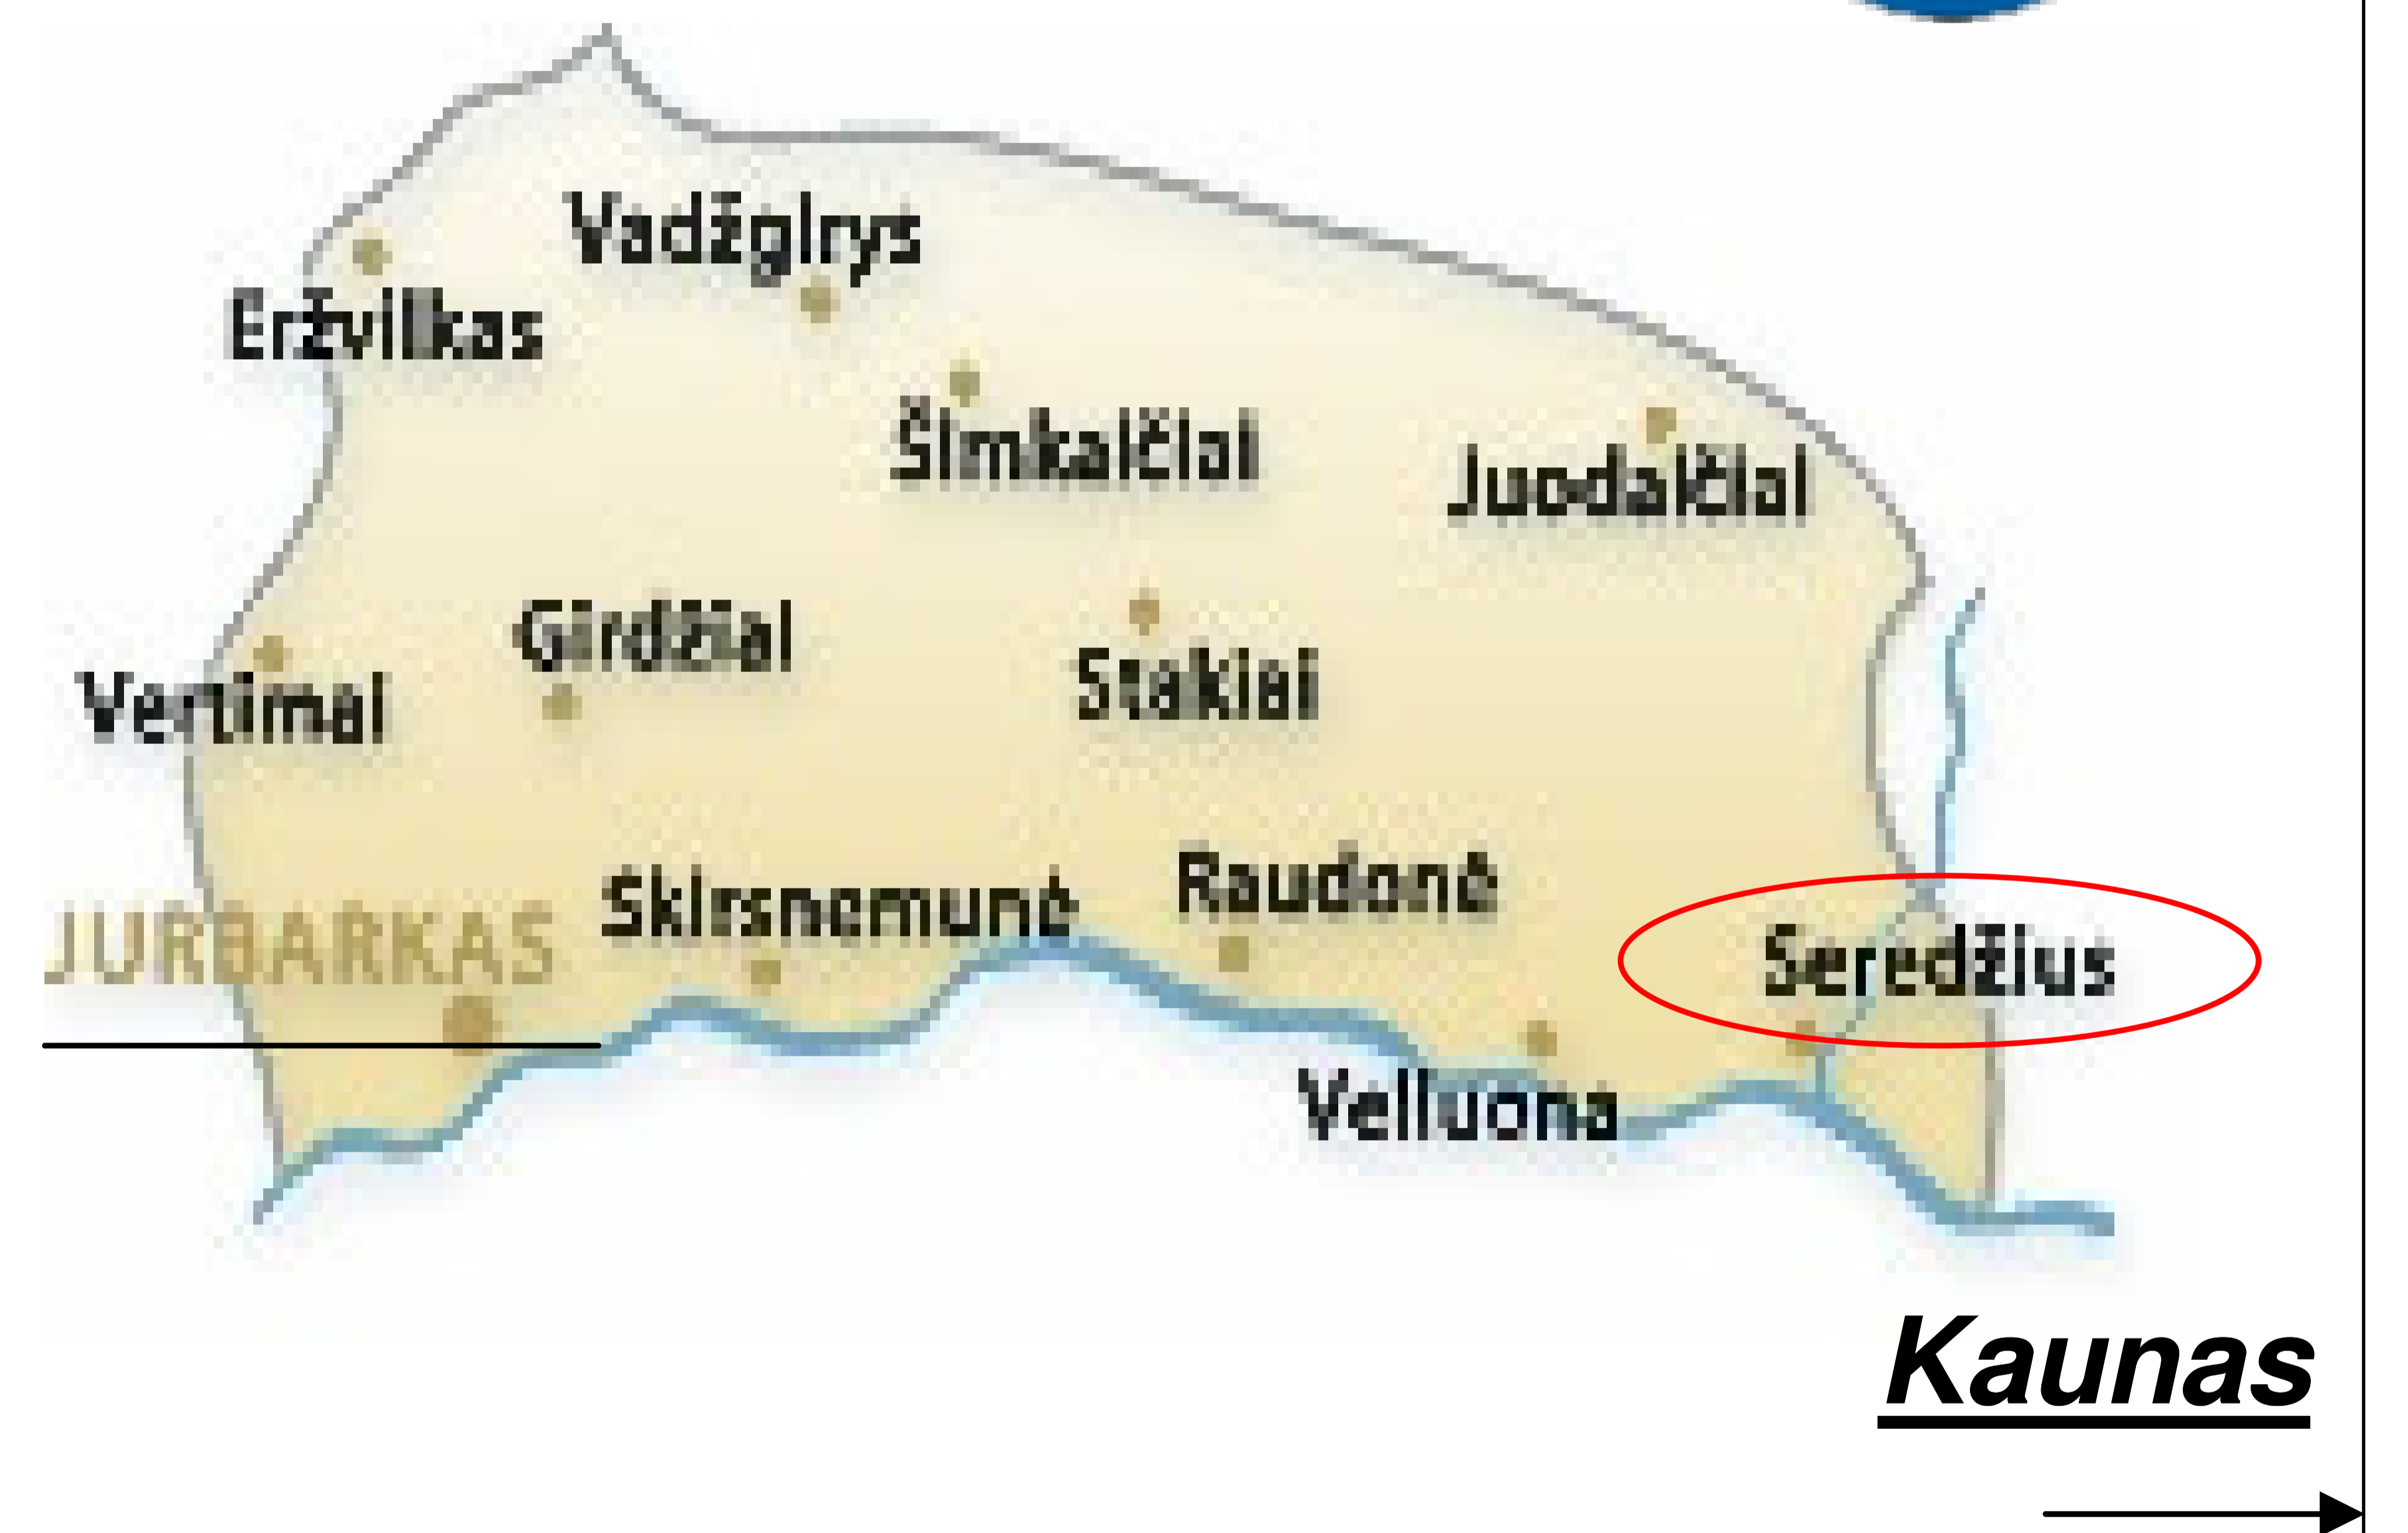 Vadžgirys
Eržvilkas
Šimkaičiai
Juodaičiai
Girdžiai
Stakiai
Vertimai
Raudonė
Skirsnemunė
JURBARKAS
Seredžius
Veliuona
Kaunas